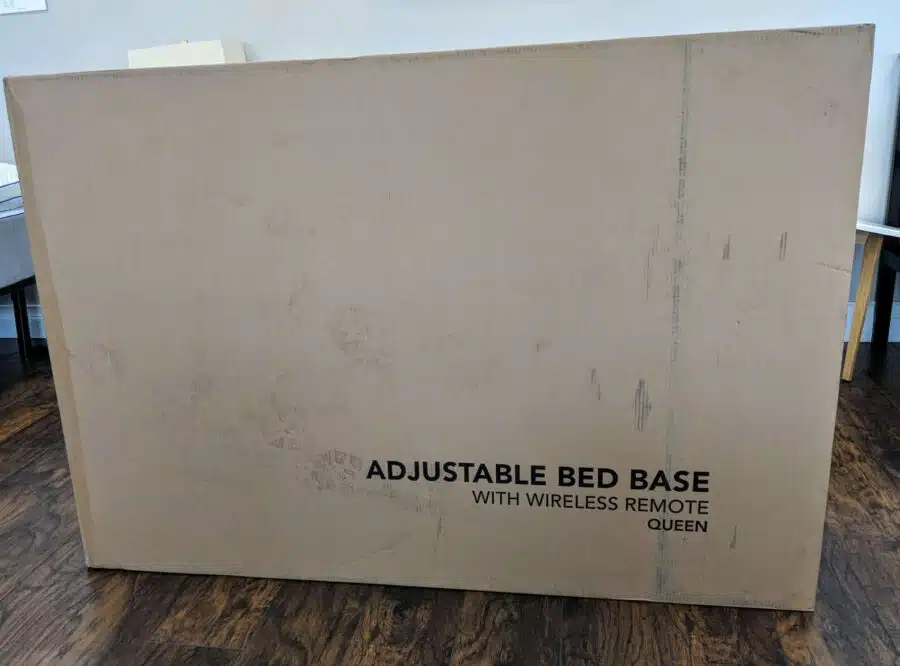 ADJUSTABLE BED BASE
WITH WIRELESS REMOTE
QUEEN